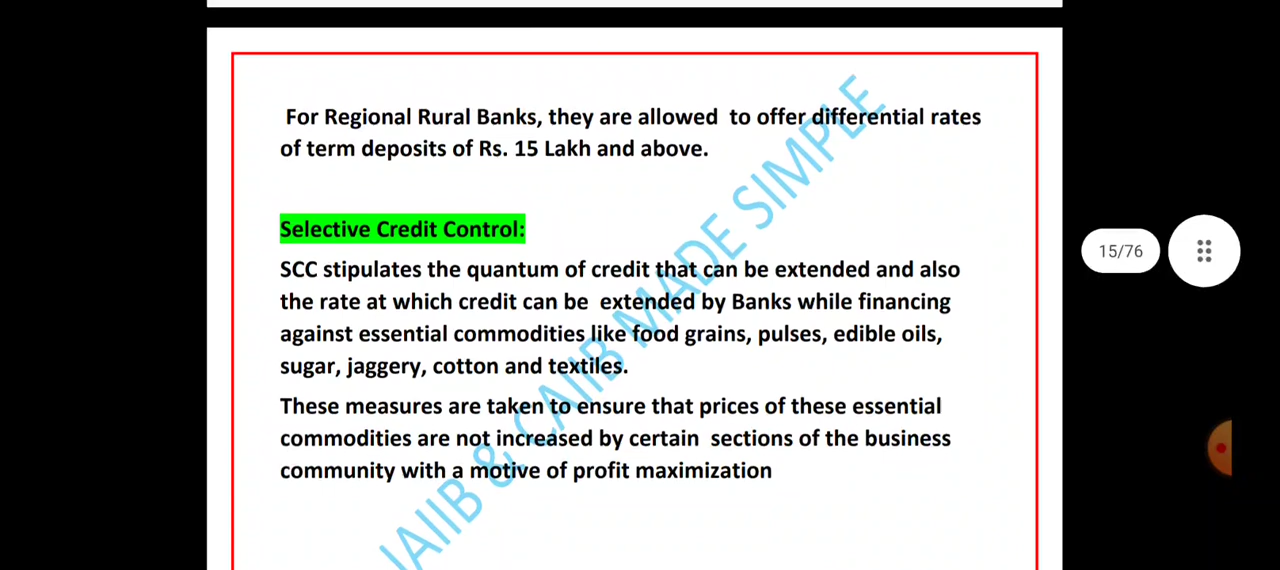 For Regional Rural Banks, they are allowed to offer differential rates
of term deposits of Rs. 15 Lakh and above.
Selective Credit Control:
SCC stipulates the quantum of credit that can be extended and also
the rate at which credit can be extended by Banks while financing
against essential commodities like food grains, pulses, edible oils,
sugar, jaggery, cotton and textiles.
These measures are taken to ensure that prices of these essential
commodities are not increased by certain sections of the business
community with a motive of profit maximization
JAIIB & CAIIB MADE SIMPLE
15/76